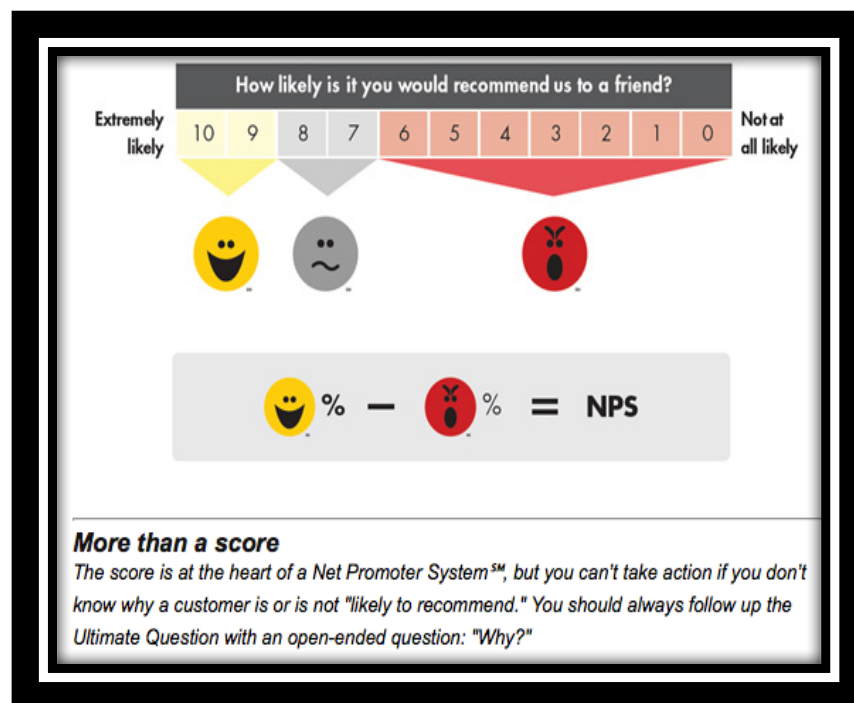 How likely is it you would recommend us to a friend?
Extremely likely
10 9 8 7 6 5 4 3 2 1 0
Not at all likely
% – % = NPS
More than a score
The score is at the heart of a Net Promoter System℠, but you can't take action if you don't
know why a customer is or is not "likely to recommend." You should always follow up the
Ultimate Question with an open-ended question: "Why?"